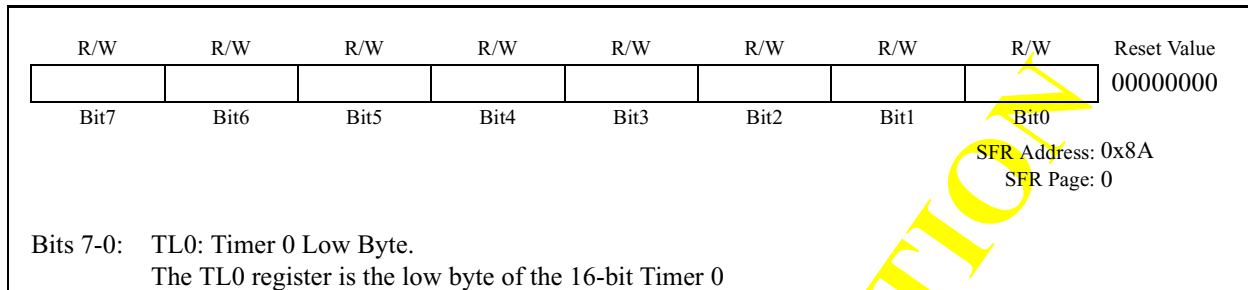 R/W R/W R/W R/W R/W R/W R/W R/W Reset Value
00000000
Bit7 Bit6 Bit5 Bit4 Bit3 Bit2 Bit1 Bit0
SFR Address: 0x8A
SFR Page: 0
Bits 7-0: TL0: Timer 0 Low Byte.
The TL0 register is the low byte of the 16-bit Timer 0
TION